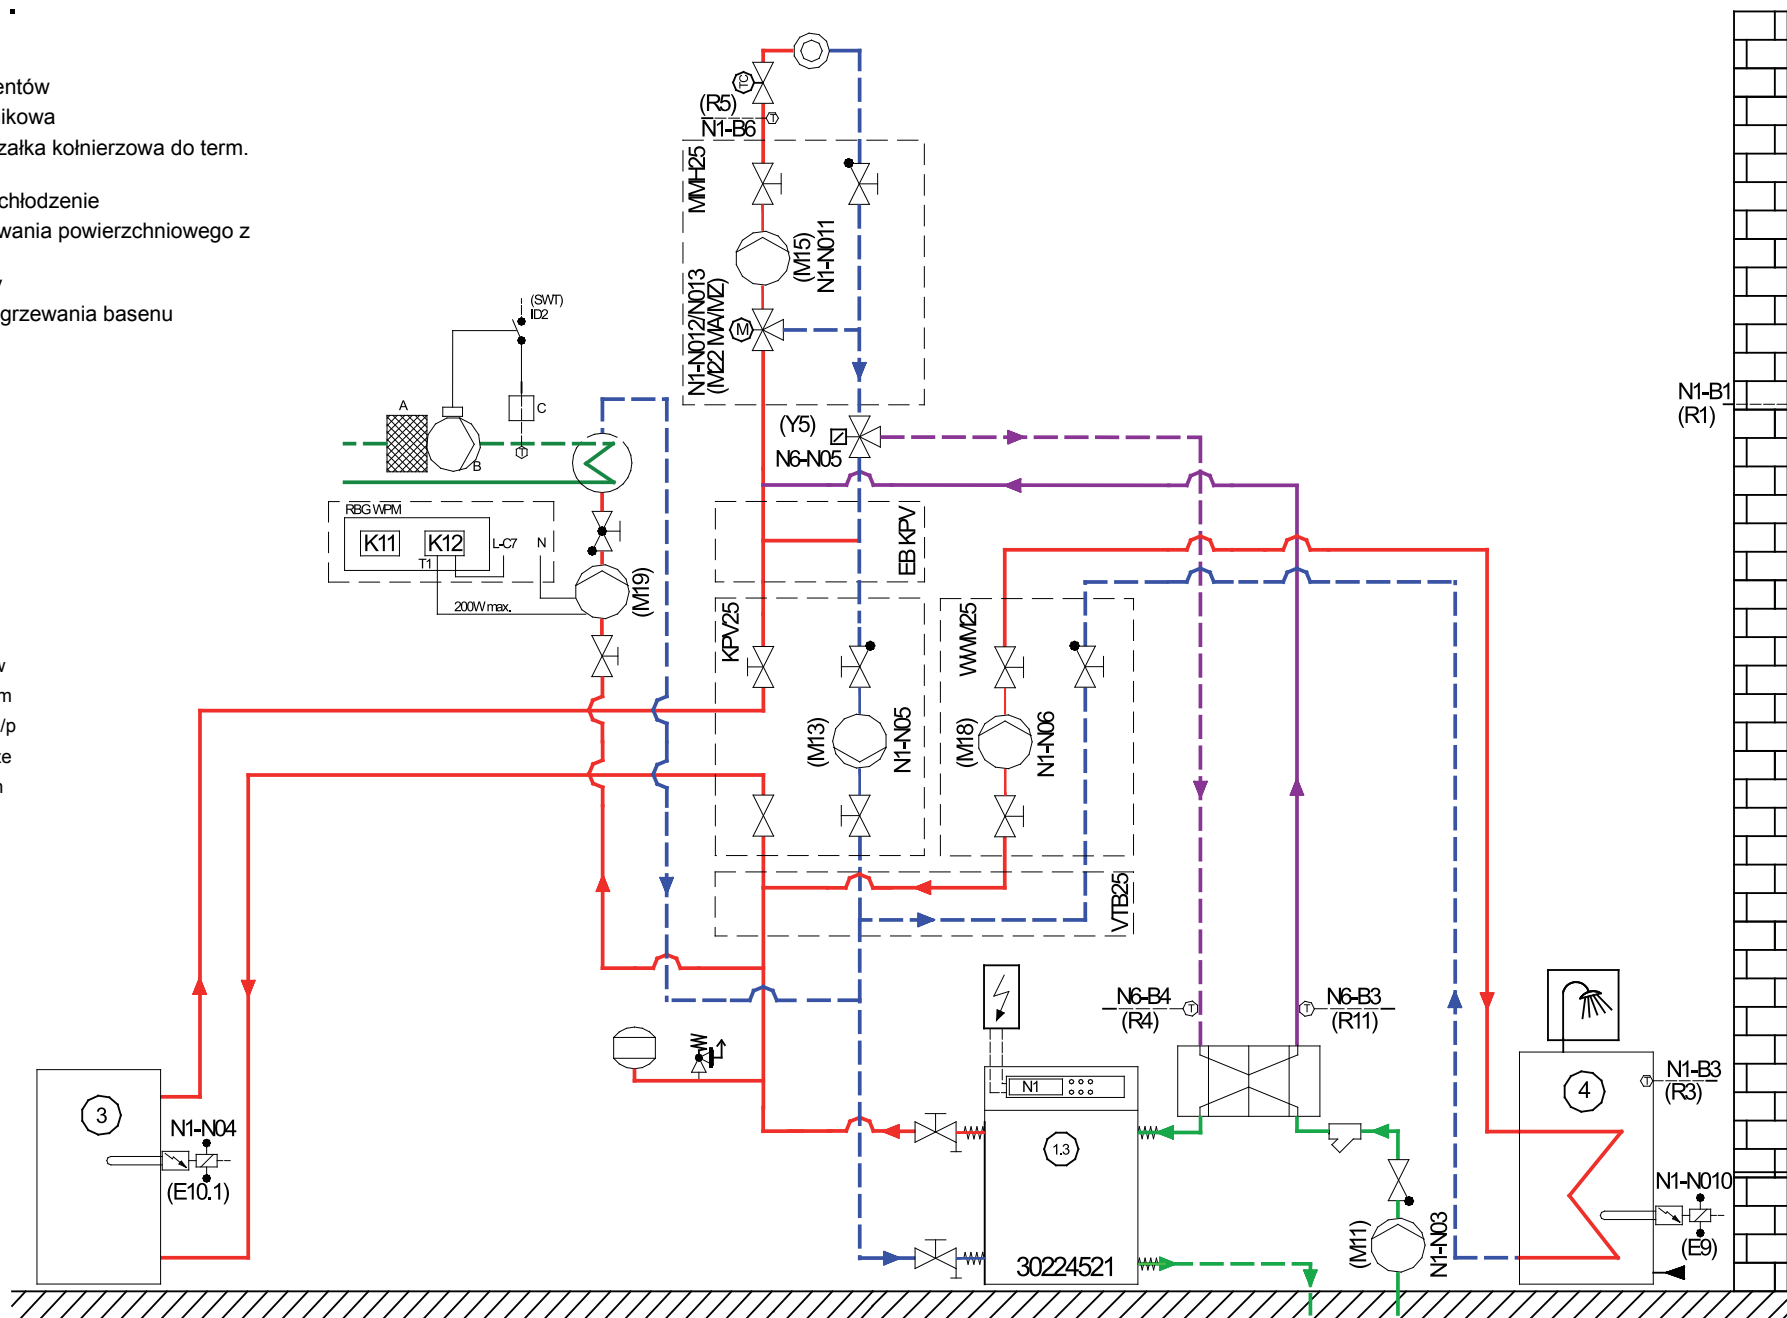 entów
nikowa
załka kołnierzowa do term.
chłodzenie
wania powierzchniowego z
y
grzewania basenu
w
m
/p
ze
n
(R5)
N1-B6
MMH25
(M15)
N1-N011
N1-N012/N013
(M22 MA/MZ)
M
TC
T
(SWT)
ID2
A
B
C
T
(Y5)
N6-N05
RBG WPM
K11
K12
L-C7
N
T1
200W max.
(M19)
EB KPV
KPV25
WWM25
(M13)
N1-N05
(M18)
N1-N06
VTB25
N1-B1
(R1)
N6-B4
(R4)
T
N6-B3
(R11)
T
N1
1.3
30224521
3
N1-N04
(E10.1)
(M11)
N1-N03
4
T
N1-B3
(R3)
N1-N010
(E9)